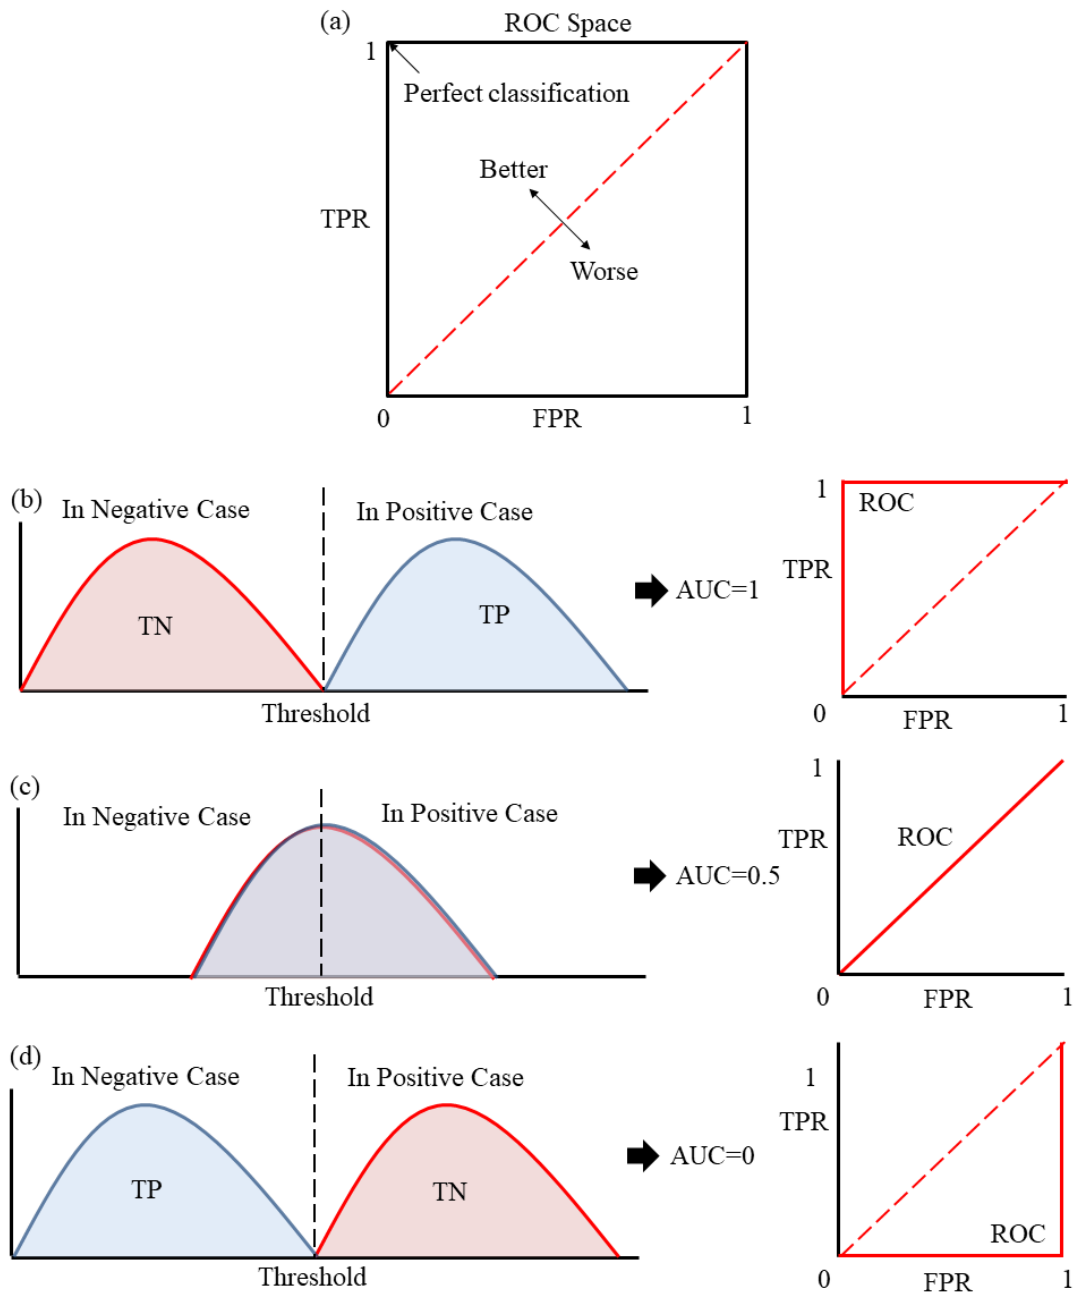 (a)
ROC Space
1
Perfect classification
Better
TPR
Worse
0
FPR
1
(b)
In Negative Case
In Positive Case
TN
TP
Threshold
AUC=1
1
ROC
TPR
0
FPR
1
(c)
In Negative Case
In Positive Case
Threshold
AUC=0.5
1
TPR
ROC
0
FPR
1
(d)
In Negative Case
In Positive Case
TP
TN
Threshold
AUC=0
1
TPR
ROC
0
FPR
1